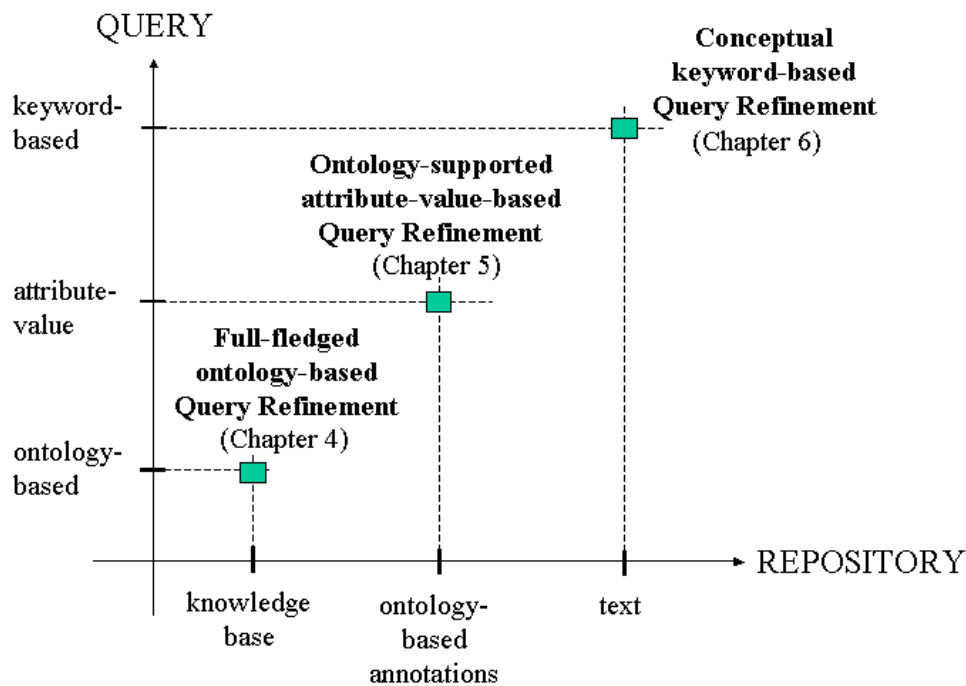 QUERY
Conceptual
keyword-based
Query Refinement
(Chapter 6)
keyword-
based
Ontology-supported
attribute-value-based
Query Refinement
(Chapter 5)
attribute-
value
Full-fledged
ontology-based
Query Refinement
(Chapter 4)
ontology-
based
REPOSITORY
knowledge
base
ontology-
based
annotations
text